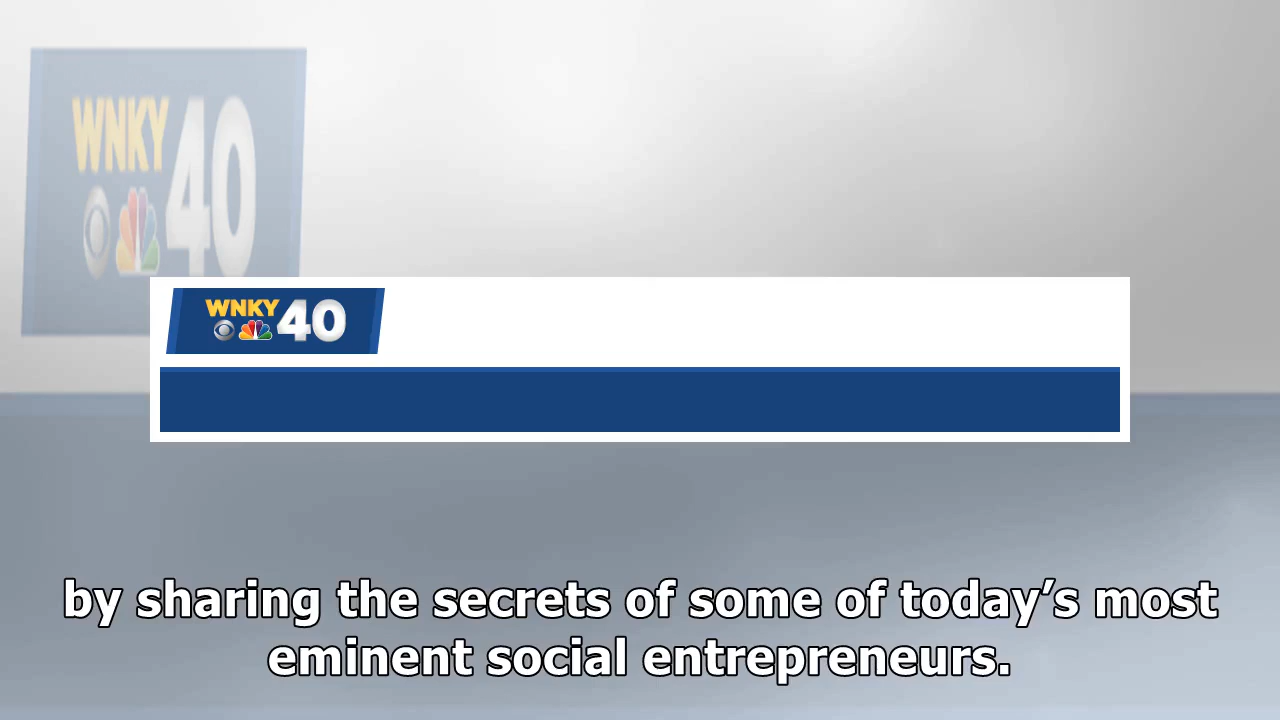 WNKY
40
WNKY
40
by sharing the secrets of some of today’s most
eminent social entrepreneurs.